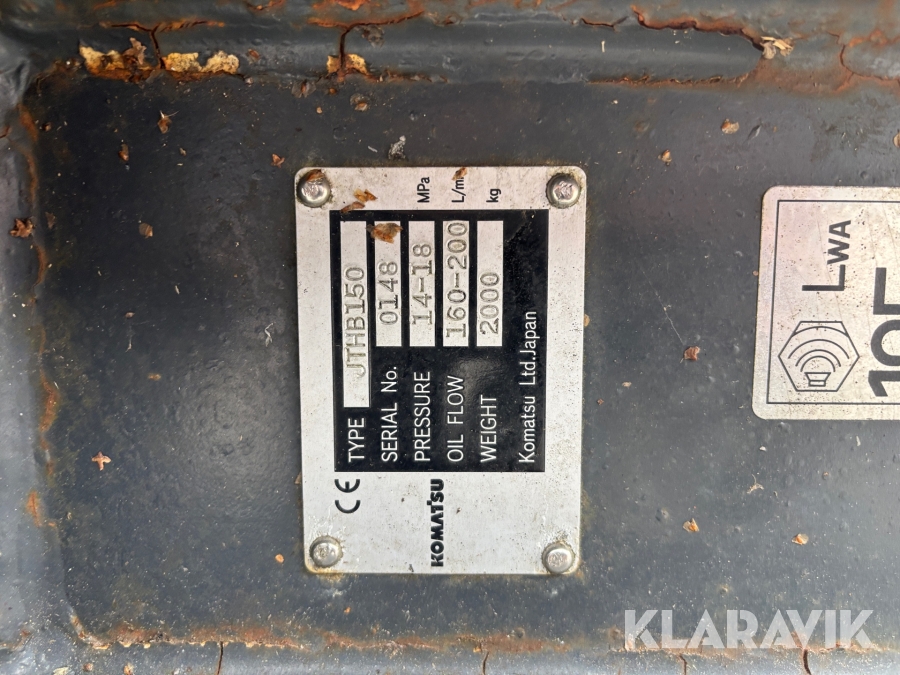 CE
KOMATSU
TYPE JTHB150
SERIAL No. 0148
PRESSURE 14-18 MPa
OIL FLOW 160-200
WEIGHT 2000 kg
Komatsu Ltd.Japan
LWA
KLARAVIK